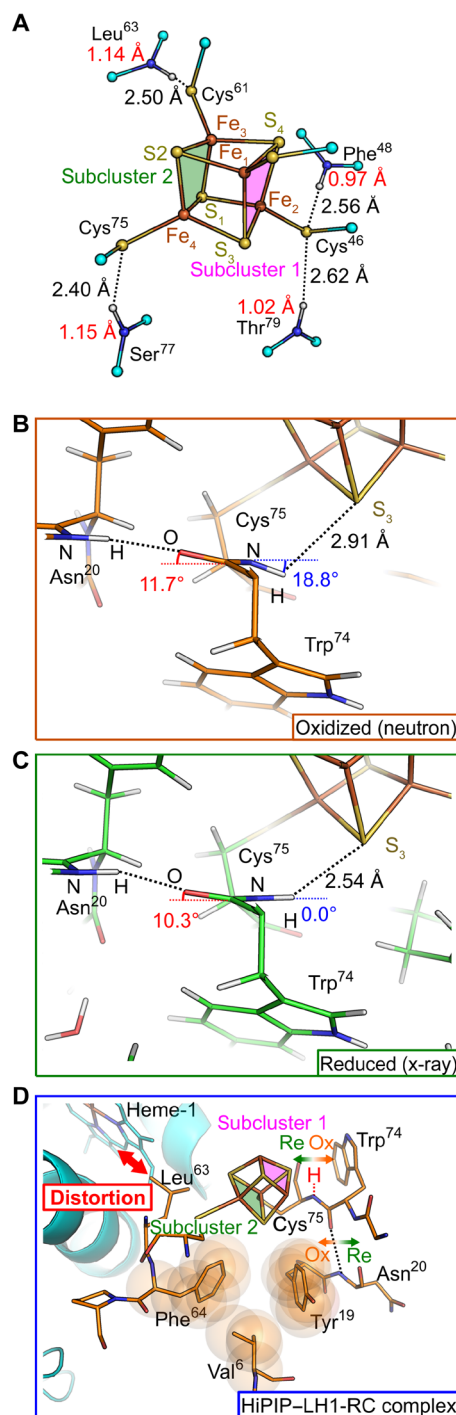 A
Leu63
1.14 Å
2.50 Å
Cys61
Fe3
S4
S2
Fe1
Phe48
Subcluster 2
0.97 Å
Fe2
S1
2.56 Å
Cys75
Fe4
Cys46
S3
Subcluster 1
2.62 Å
2.40 Å
1.02 Å
1.15 Å
Thr79
Ser77
B
Cys75
S3
O
N
N
H
2.91 Å
Asn20
11.7°
H
18.8°
Trp74
Oxidized (neutron)
C
Cys75
S3
O
N
N
H
2.54 Å
Asn20
10.3°
H
0.0°
Trp74
Reduced (x-ray)
D
Heme-1
Subcluster 1
Re Ox
Trp74
Leu63
H
Distortion
Cys75
Subcluster 2
Ox Re
Asn20
Phe64
Tyr19
Val6
HiPIP–LH1-RC complex